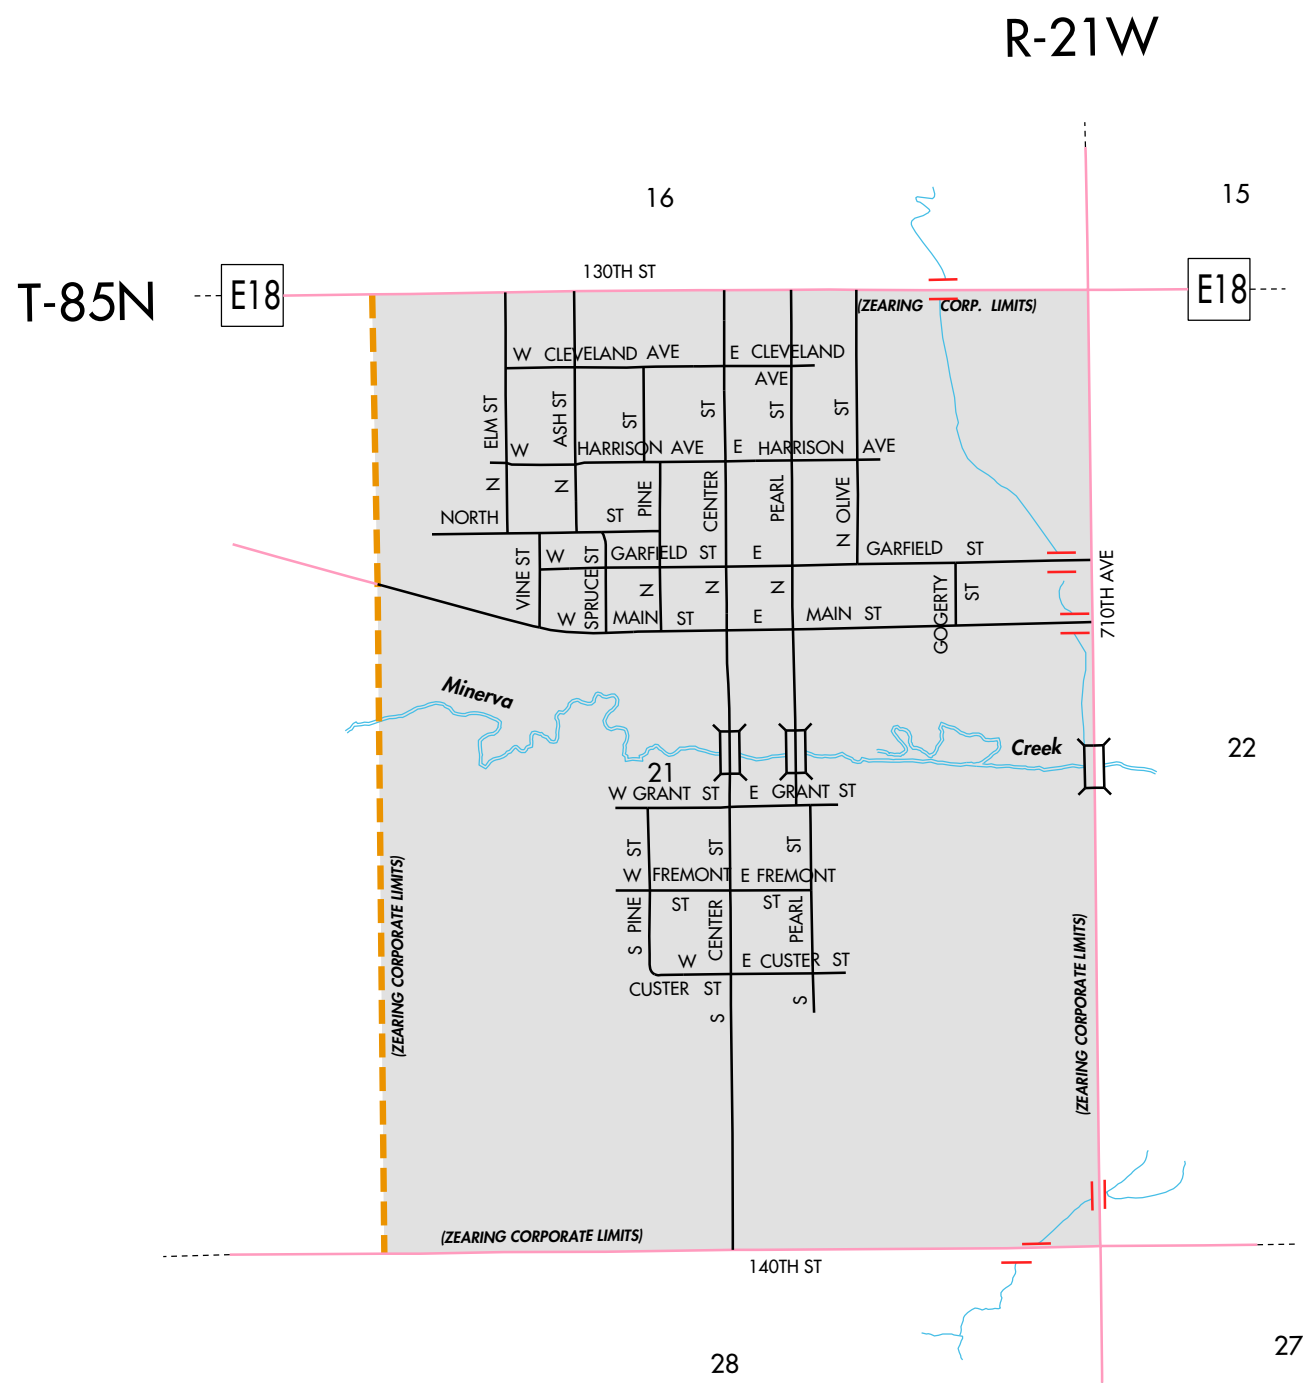 R-21W
16
15
T-85N
E18
130TH ST
E18
(ZEARING CORP. LIMITS)
W CLEVELAND AVE
E CLEVELAND
AVE
N ELM ST
N ASH ST
N PINE ST
N CENTER ST
N PEARL ST
N OLIVE ST
W HARRISON AVE
E HARRISON AVE
NORTH ST
VINE ST
SPRUCE ST
W GARFIELD ST
E GARFIELD ST
GOGERTY ST
710TH AVE
W MAIN ST
E MAIN ST
Minerva
Creek
21
22
W GRANT ST
E GRANT ST
S PINE ST
S CENTER ST
S PEARL ST
W FREMONT
ST
E FREMONT
ST
W
CUSTER ST
E CUSTER ST
(ZEARING CORPORATE LIMITS)
(ZEARING CORPORATE LIMITS)
(ZEARING CORPORATE LIMITS)
140TH ST
28
27